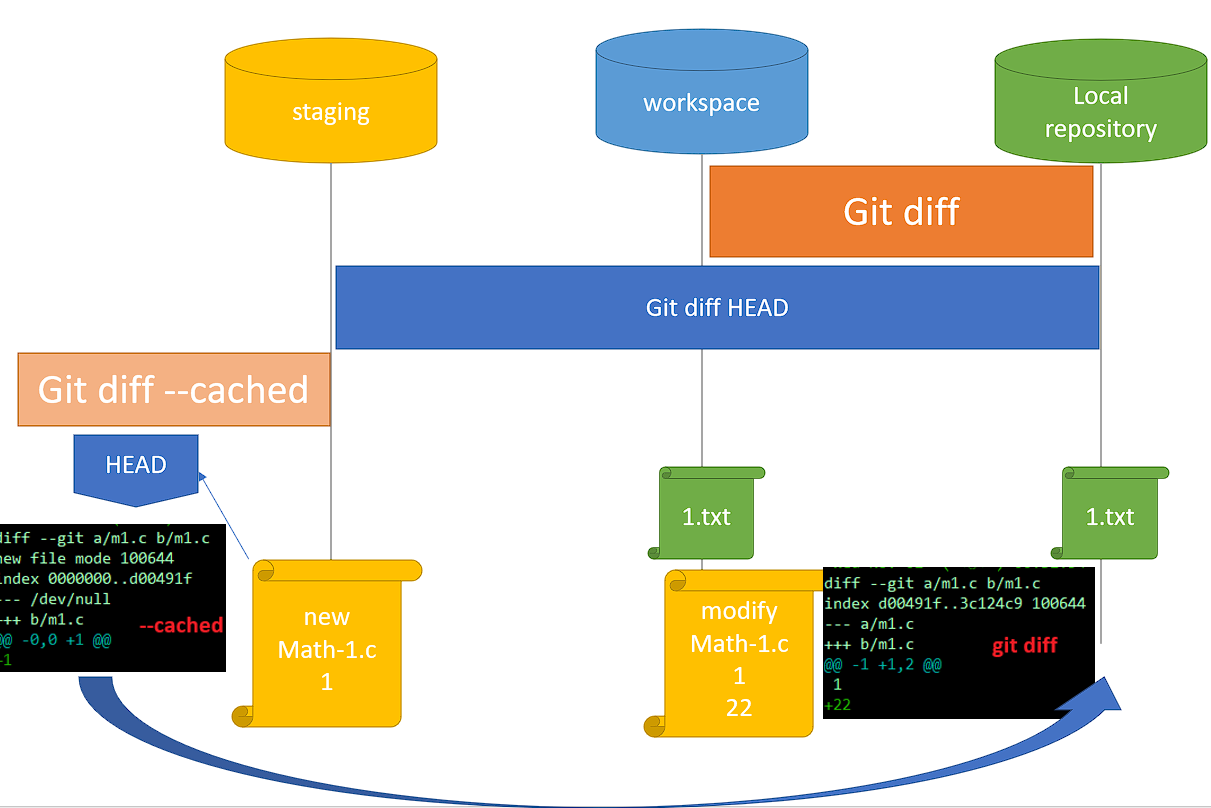 staging
workspace
Local
repository
Git diff
Git diff HEAD
Git diff --cached
HEAD
diff --git a/m1.c b/m1.c
new file mode 100644
index 0000000..d00491f
--- /dev/null
+++ b/m1.c
--cached
@@ -0,0 +1 @@
+1
new
Math-1.c
1
1.txt
modify
Math-1.c
1
22
1.txt
diff --git a/m1.c b/m1.c
index d00491f..3c124c9 100644
--- a/m1.c
+++ b/m1.c
git diff
@@ -1 +1,2 @@
1
+22